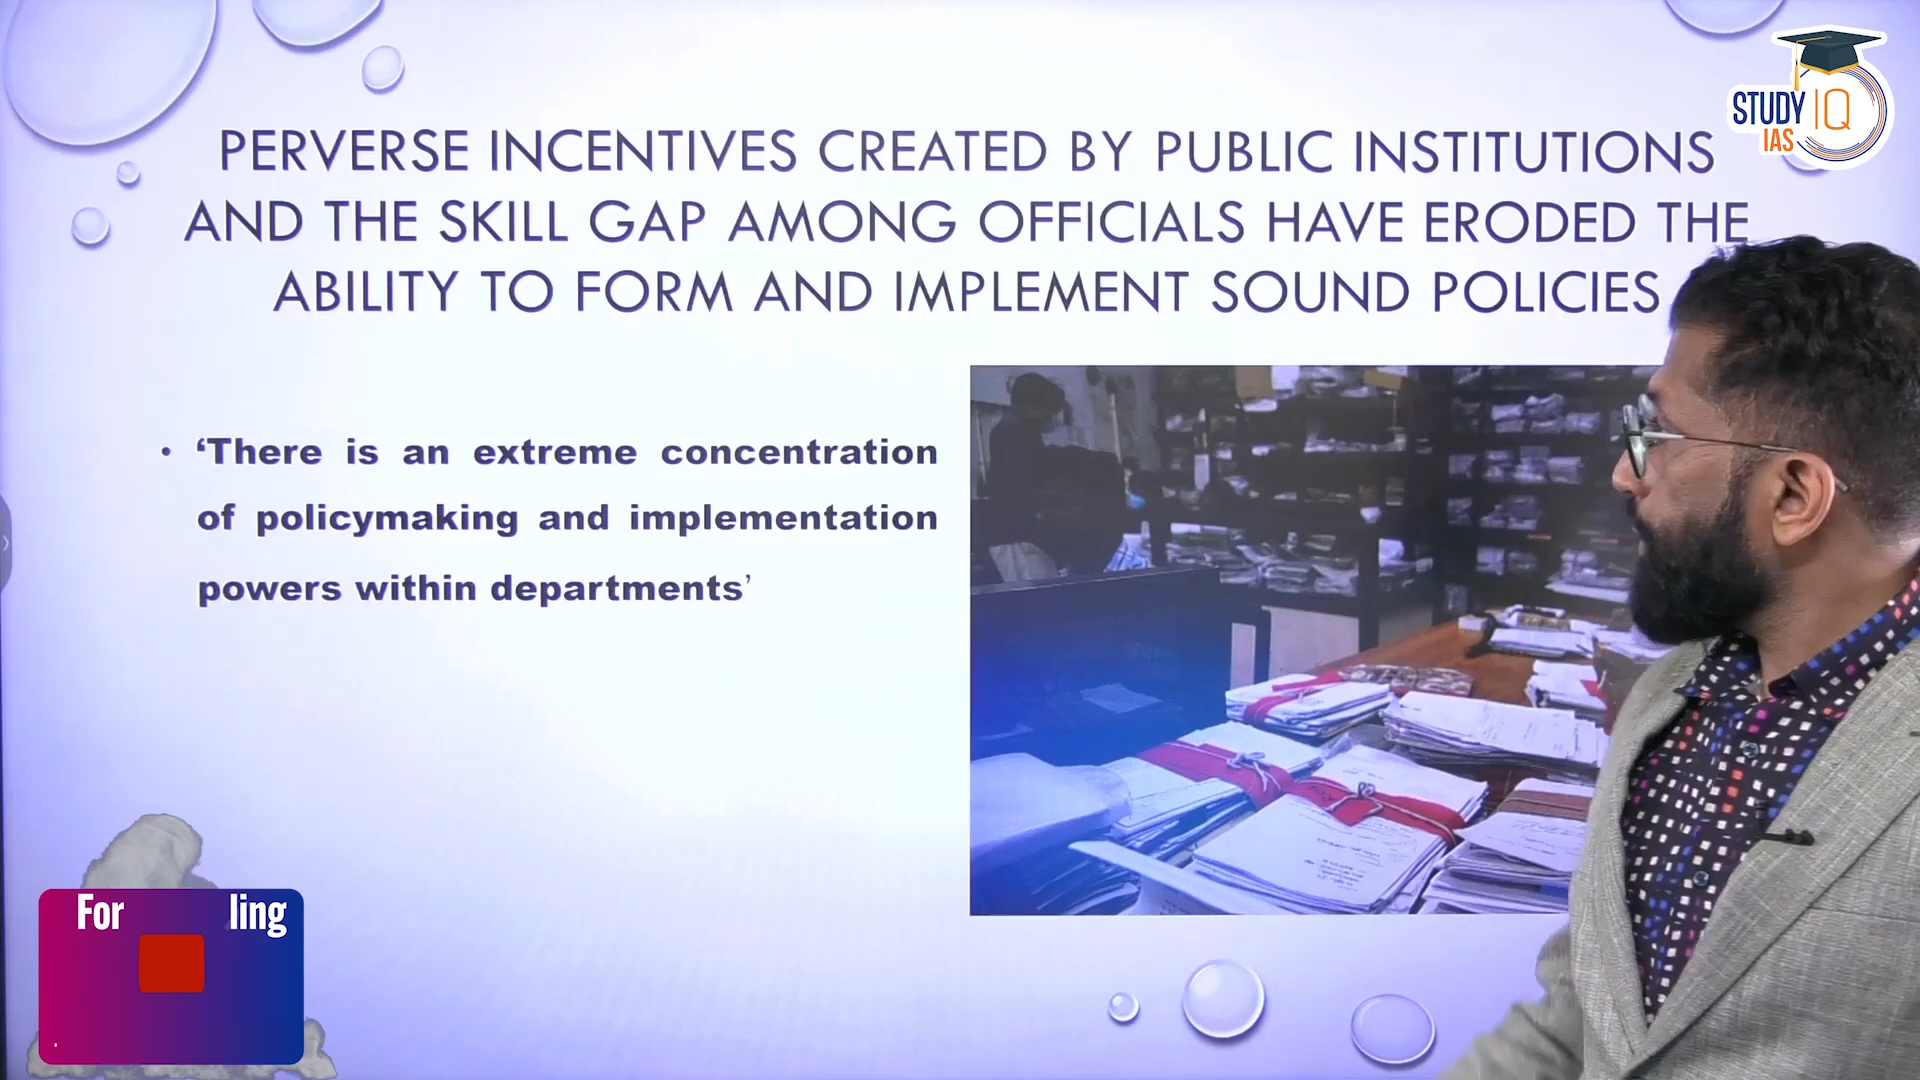 STUDY IQ
IAS
PERVERSE INCENTIVES CREATED BY PUBLIC INSTITUTIONS
AND THE SKILL GAP AMONG OFFICIALS HAVE ERODED THE
ABILITY TO FORM AND IMPLEMENT SOUND POLICIES
• ‘There is an extreme concentration
of policymaking and implementation
powers within departments’
For ling